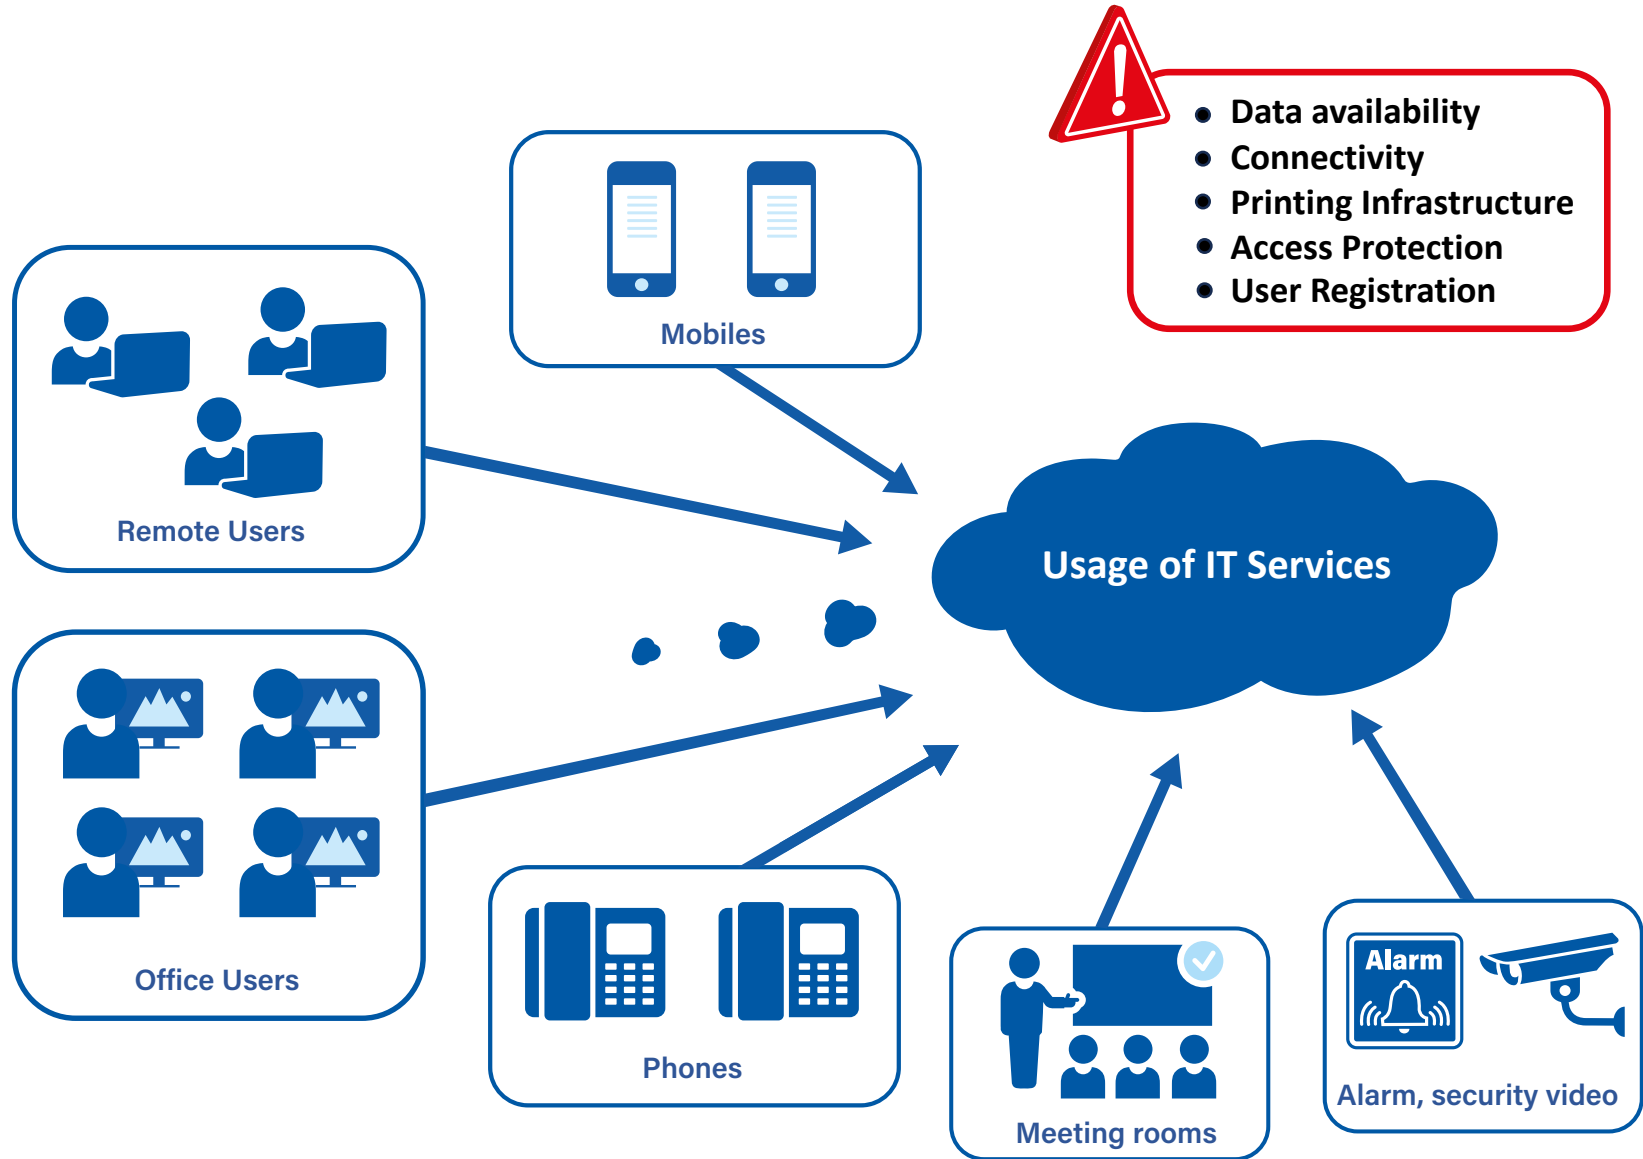 • Data availability
• Connectivity
• Printing Infrastructure
• Access Protection
• User Registration
Mobiles
Remote Users
Usage of IT Services
Office Users
Phones
Alarm
Alarm, security video
Meeting rooms